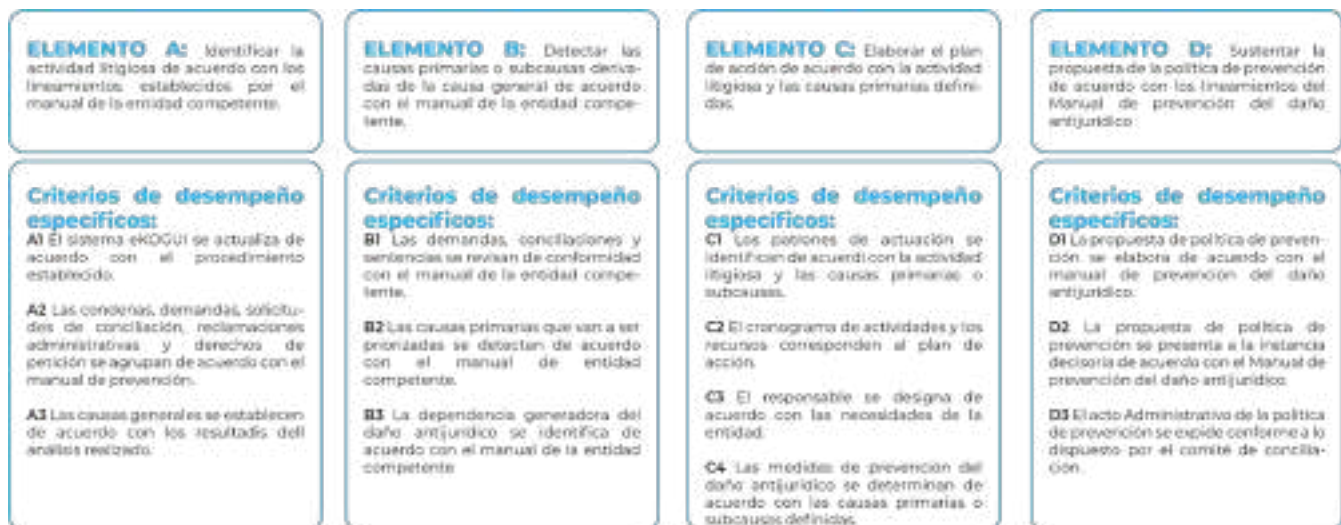 ELEMENTO A: Identificar la
actividad litigiosa de acuerdo con los
lineamientos establecidos por el
manual de la entidad competente.
ELEMENTO B: Detectar las
causas primarias o subcausas deriva-
das de la causa general de acuerdo
con el manual de la entidad compe-
tente.
ELEMENTO C: Elaborar el plan
de acción de acuerdo con la actividad
litigiosa y las causas primarias defini-
das.
ELEMENTO D: Sustentar la
propuesta de la política de prevención
de acuerdo con los lineamientos del
Manual de prevención del daño
antijurídico
Criterios de desempeño
específicos:
A1 El sistema eKOGUI se actualiza de
acuerdo con el procedimiento
establecido.
A2 Las condenas, demandas, solicitu-
des de conciliación, reclamaciones
administrativas y derechos de
petición se agrupan de acuerdo con el
manual de prevención.
A3 Las causas generales se establecen
de acuerdo con los resultadis dell
análisis realizado.
Criterios de desempeño
específicos:
B1 Las demandas, conciliaciones y
sentencias se revisan de conformidad
con el manual de la entidad compe-
tente.
B2 Las causas primarias que van a ser
priorizadas se detectan de acuerdo
con el manual de entidad
competente.
B3 La dependencia generadora del
daño antijurídico se identifica de
acuerdo con el manual de la entidad
competente
Criterios de desempeño
específicos:
C1 Los patrones de actuación se
identifican de acuerdi con la actividad
litigiosa y las causas primarias o
subcausas.
C2 El cronograma de actividades y los
recursos corresponden al plan de
acción.
C3 El responsable se designa de
acuerdo con las necesidades de la
entidad.
C4 Las medidas de prevención del
daño antijurídico se determinan de
acuerdo con las causas primarias o
subcausas definidas.
Criterios de desempeño
específicos:
D1 La propuesta de política de preven-
ción se elabora de acuerdo con el
manual de prevención del daño
antijurídico.
D2 La propuesta de política de
prevención se presenta a la instancia
decisoria de acuerdo con el Manual de
prevención del daño antijurídico.
D3 El acto Administrativo de la política
de prevención se expide conforme a lo
dispuesto por el comité de concilia-
ción.